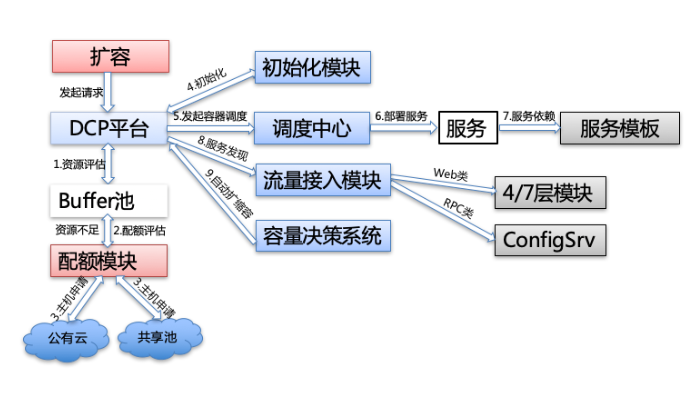 扩容
初始化模块
4.初始化
发起请求
DCP平台
5.发起容器调度
调度中心
6.部署服务
服务
7.服务依赖
服务模板
8.服务发现
1.资源评估
流量接入模块
Web类
4/7层模块
9.自动扩缩容
Buffer池
RPC类
资源不足
2.配额评估
容量决策系统
ConfigSrv
配额模块
3.主机申请
3.主机申请
公有云
共享池